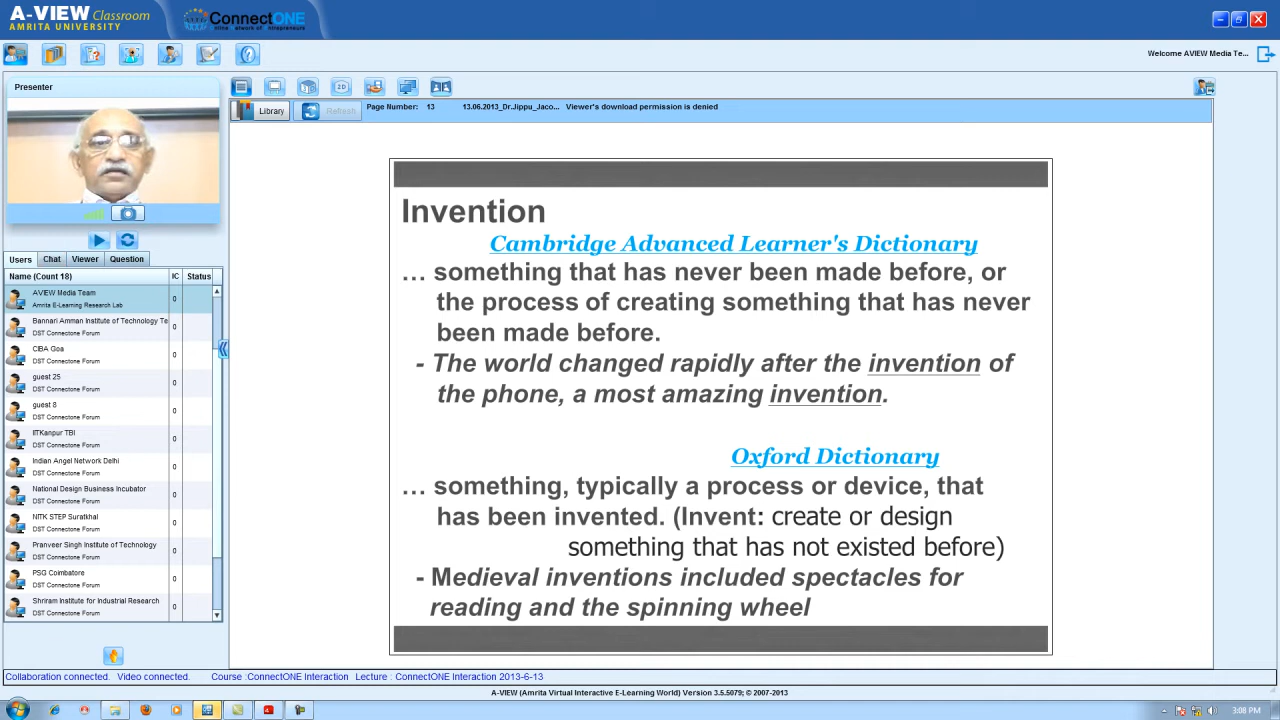 A-VIEW Classroom
AMRITA UNIVERSITY
ConnectONE
Welcome AVIEW Media Te...
Presenter
Library
Refresh
Page Number: 13
13.06.2013_Dr.Jippu_Jaco...
Viewer's download permission is denied
Users
Chat
Viewer
Question
Name (Count 18)
IC
Status
AVIEW Media Team
Amrita E-Learning Research Lab
0
Bannari Amman Institute of Technology Te
DST Connectone Forum
0
CIBA Goa
DST Connectone Forum
0
guest 25
DST Connectone Forum
0
guest 8
DST Connectone Forum
0
IITKanpur TBI
DST Connectone Forum
0
Indian Angel Network Delhi
DST Connectone Forum
0
National Design Business Incubator
DST Connectone Forum
0
NITK STEP Suratkhal
DST Connectone Forum
0
Pranveer Singh Institute of Technology
DST Connectone Forum
0
PSG Coimbatore
DST Connectone Forum
0
Shriram Institute for Industrial Research
DST Connectone Forum
0
Invention
Cambridge Advanced Learner's Dictionary
… something that has never been made before, or
the process of creating something that has never
been made before.
- The world changed rapidly after the invention of
the phone, a most amazing invention.
Oxford Dictionary
… something, typically a process or device, that
has been invented. (Invent: create or design
something that has not existed before)
- Medieval inventions included spectacles for
reading and the spinning wheel
Collaboration connected. Video connected. Course : ConnectONE Interaction Lecture : ConnectONE Interaction 2013-6-13
A-VIEW (Amrita Virtual Interactive E-Learning World) Version 3.5.5079; © 2007-2013
3:08 PM